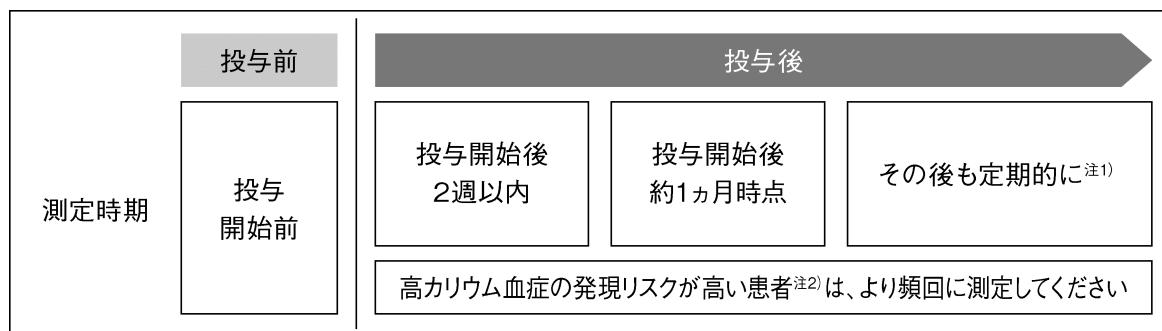 投与前
投与後
測定時期
投与
開始前
投与開始後
2週以内
投与開始後
約1ヵ月時点
その後も定期的に注1)
高カリウム血症の発現リスクが高い患者注2)は、より頻回に測定してください